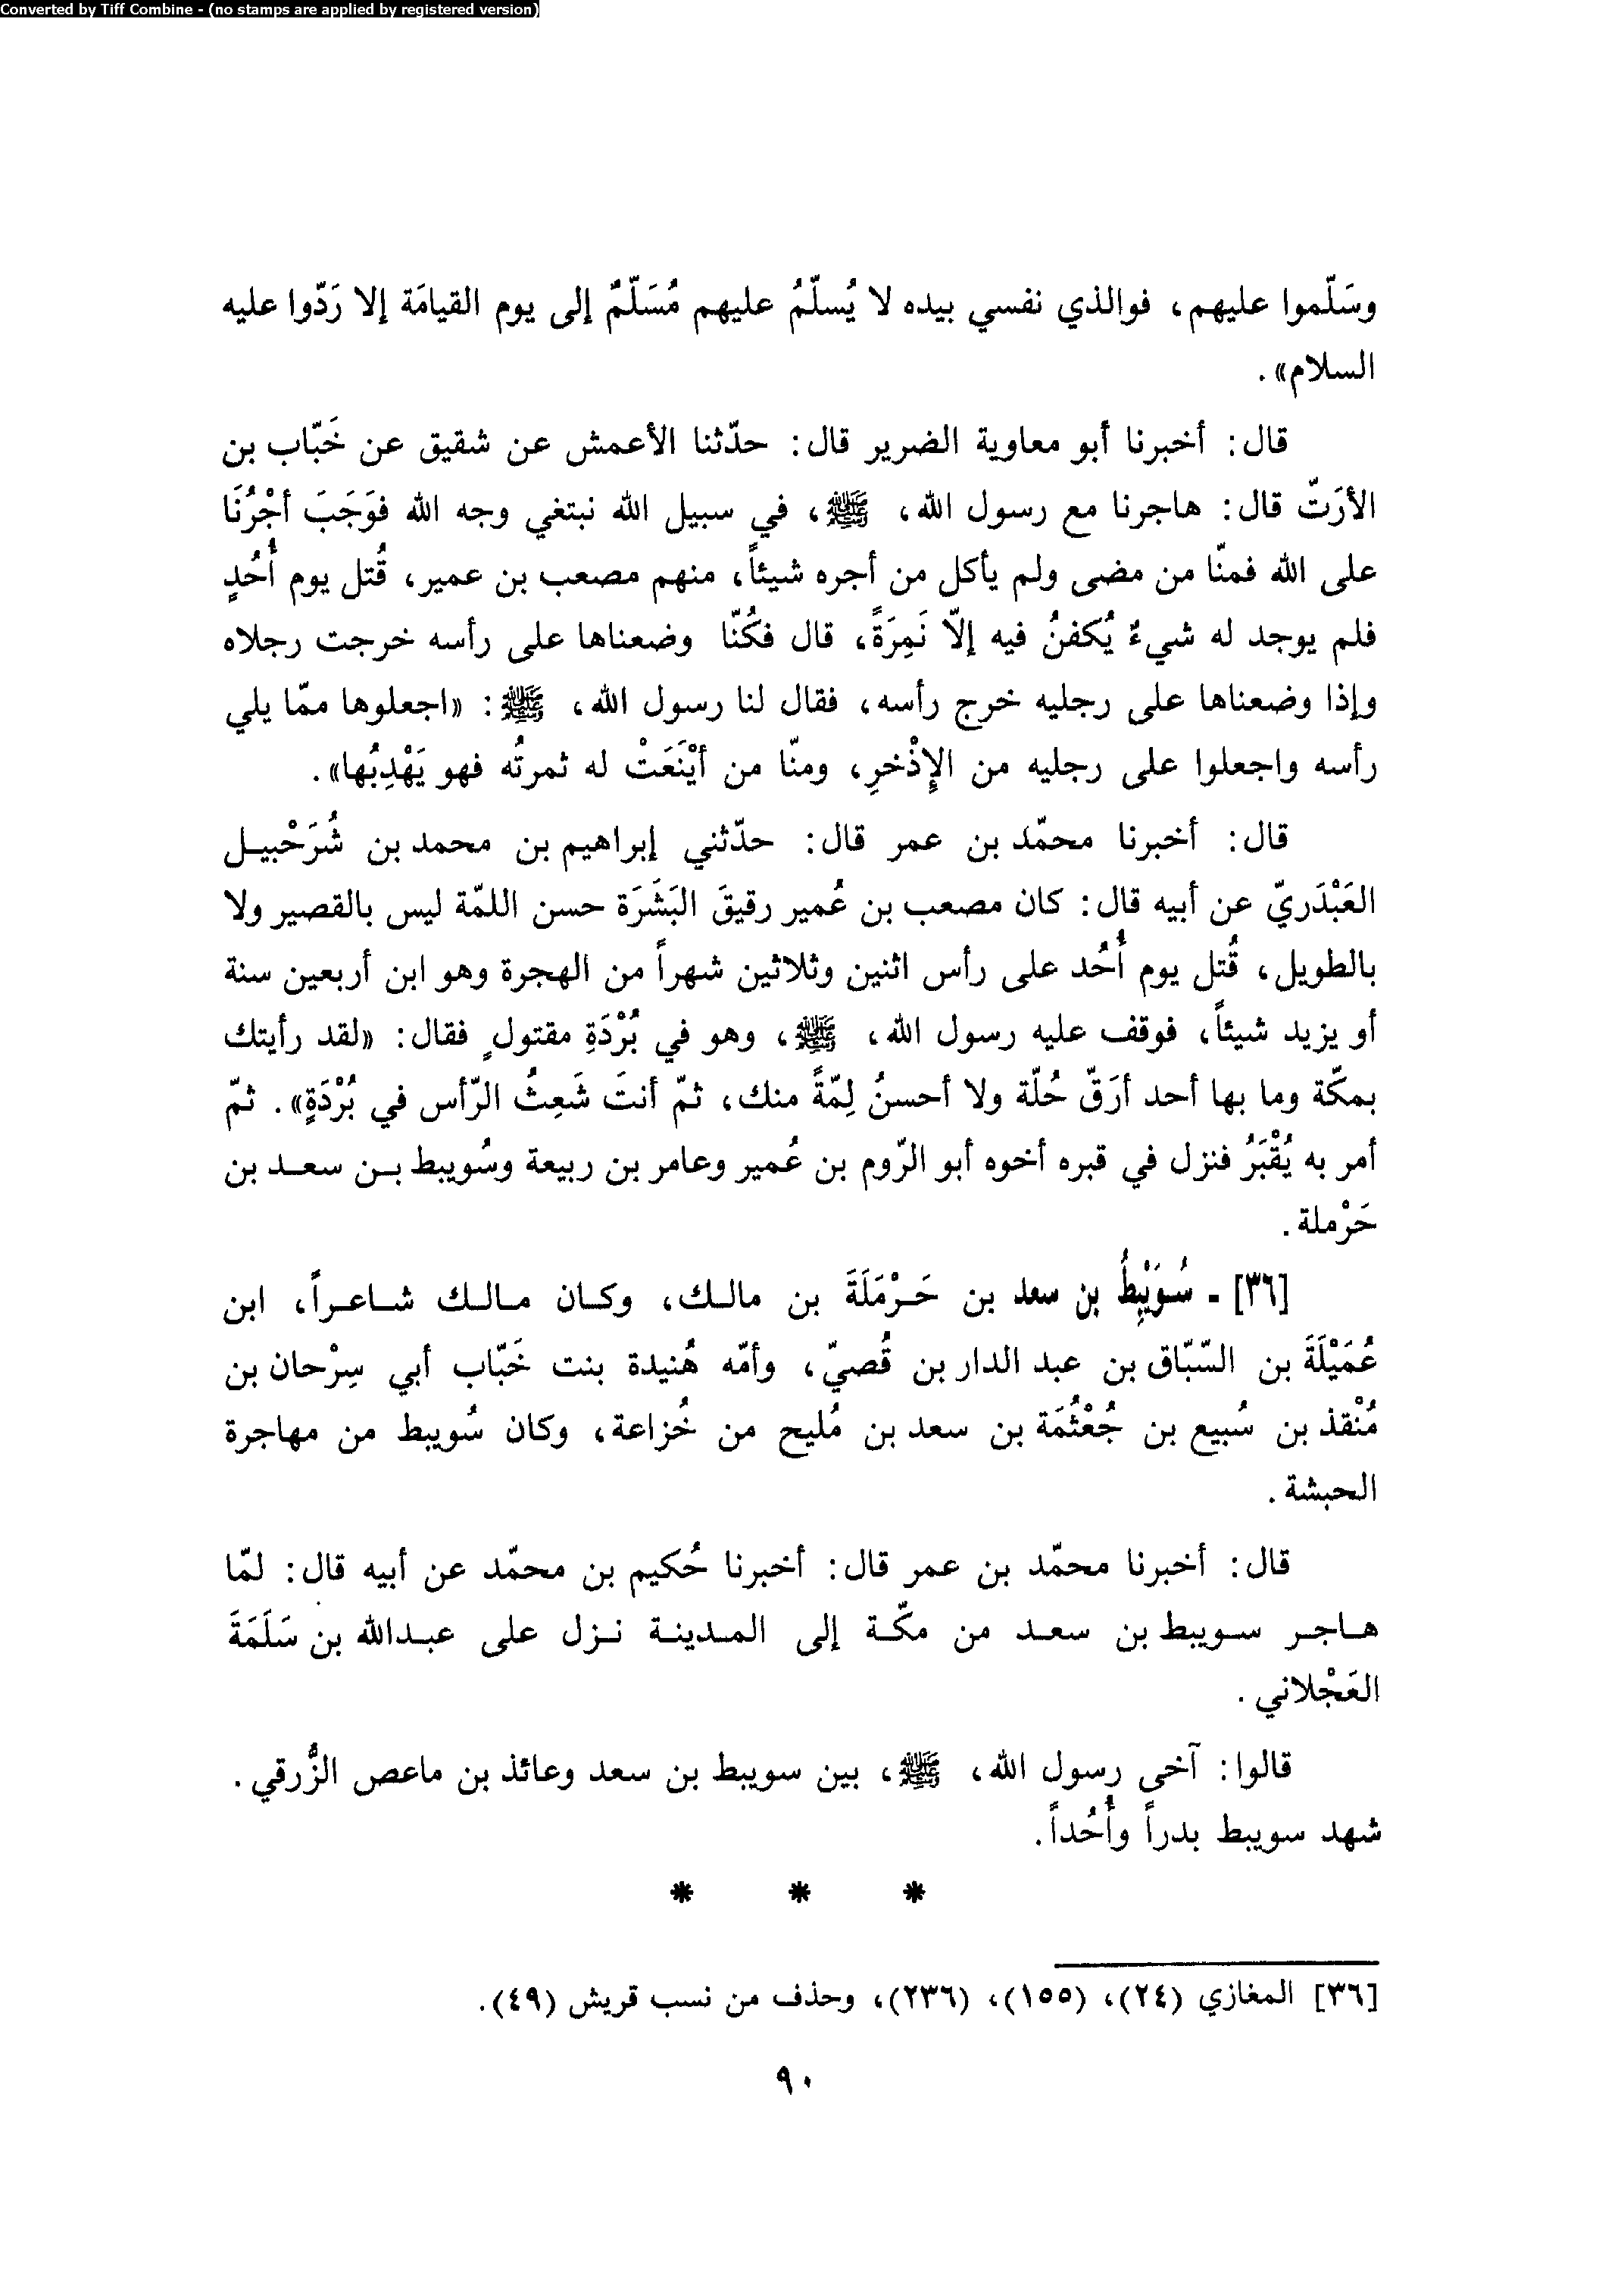 Converted by Tiff Combine - (no stamps are applied by registered version)
وسَلّموا عليهم، فوالذي نفسي بيده لا يُسلّمُ عليهم مُسَلّمٌ إلى يوم القيامَة إلا رَدّوا عليه
السلام».
قال: أخبرنا أبو معاوية الضرير قال: حدّثنا الأعمش عن شقيق عن خَبّاب بن
الأرَتّ قال: هاجرنا مع رسول الله، ﷺ، في سبيل الله نبتغي وجه الله فوَجَبَ أجْرُنَا
على الله فمنّا من مضى ولم يأكل من أجره شيئاً، منهم مصعب بن عمير، قُتل يوم أُحُدٍ
فلم يوجد له شيءٌ يُكفنُ فيه إلاّ نَمِرَةً، قال فكُنّا وضعناها على رأسه خرجت رجلاه
وإذا وضعناها على رجليه خرج رأسه، فقال لنا رسول الله، ﷺ: «اجعلوها ممّا يلي
رأسه واجعلوا على رجليه من الإِذْخرِ، ومنّا من أيْنَعَتْ له ثمرتُه فهو يَهْدِبُها».
قال: أخبرنا محمّد بن عمر قال: حدّثني إبراهيم بن محمد بن شُرَحْبيل
العَبْدَريّ عن أبيه قال: كان مصعب بن عُمير رقيقَ البَشَرَة حسن اللمّة ليس بالقصير ولا
بالطويل، قُتل يوم أُحُد على رأس اثنين وثلاثين شهراً من الهجرة وهو ابن أربعين سنة
أو يزيد شيئاً، فوقف عليه رسول الله، ﷺ، وهو في بُرْدَةِ مقتولٍ فقال: «لقد رأيتك
بمكّة وما بها أحد أرَقّ حُلّة ولا أحسنُ لِمّةً منك، ثمّ أنتَ شَعِثُ الرّأس في بُرْدَةٍ». ثمّ
أمر به يُقْبَرُ فنزل في قبره أخوه أبو الرّوم بن عُمير وعامر بن ربيعة وسُويبط بن سعد بن
حَرْملة.
[٣٦] - سُوَيْبِطُ بن سعد بن حَرْمَلَةَ بن مالك، وكان مالك شاعراً، ابن
عُمَيْلَةَ بن السّبّاق بن عبد الدار بن قُصيّ، وأمّه هُنيدة بنت خَبّاب أبي سِرْحان بن
مُنْقذ بن سُبيع بن جُعْثُمَة بن سعد بن مُليح من خُزاعة، وكان سُويبط من مهاجرة
الحبشة.
قال: أخبرنا محمّد بن عمر قال: أخبرنا حُكيم بن محمّد عن أبيه قال: لمّا
هاجر سويبط بن سعد من مكّة إلى المدينة نزل على عبدالله بن سَلَمَةَ
العَجْلاني.
قالوا: آخى رسول الله، ﷺ، بين سويبط بن سعد وعائذ بن ماعص الزُّرقي.
شهد سويبط بدراً وأُحُداً.
* * *
[٣٦] المغازي (٢٤)، (١٥٥)، (٢٣٦)، وحذف من نسب قريش (٤٩).
٩٠